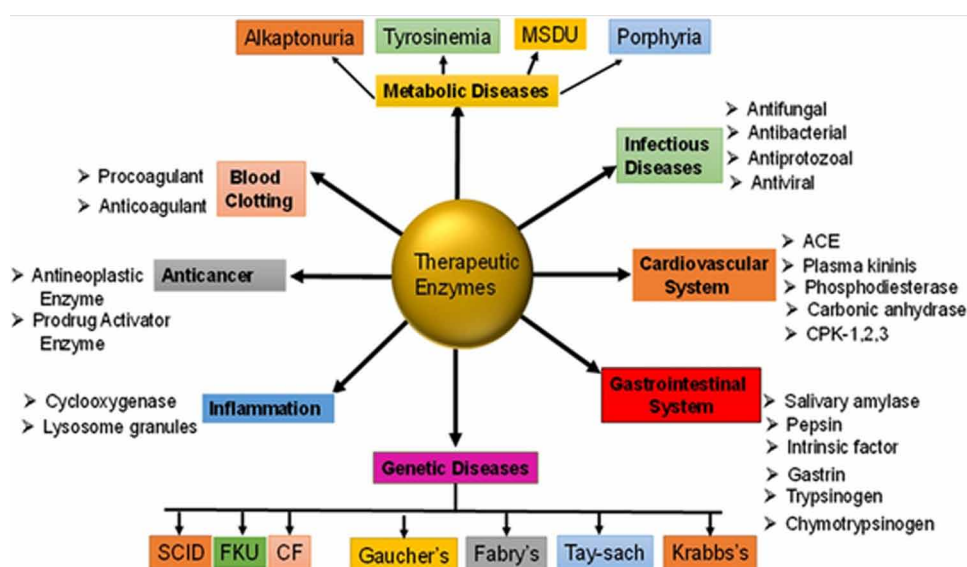 Alkaptonuria
Tyrosinemia
MSDU
Porphyria
Metabolic Diseases
Infectious
Diseases
➢ Antifungal
➢ Antibacterial
➢ Antiprotozoal
➢ Antiviral
➢ Procoagulant
➢ Anticoagulant
Blood
Clotting
Therapeutic
Enzymes
Cardiovascular
System
➢ ACE
➢ Plasma kininis
➢ Phosphodiesterase
➢ Carbonic anhydrase
➢ CPK-1,2,3
➢ Antineoplastic
Enzyme
➢ Prodrug Activator
Enzyme
Anticancer
Gastrointestinal
System
➢ Salivary amylase
➢ Pepsin
➢ Intrinsic factor
➢ Gastrin
➢ Trypsinogen
➢ Chymotrypsinogen
➢ Cyclooxygenase
➢ Lysosome granules
Inflammation
Genetic Diseases
SCID
FKU
CF
Gaucher's
Fabry's
Tay-sach
Krabbs's